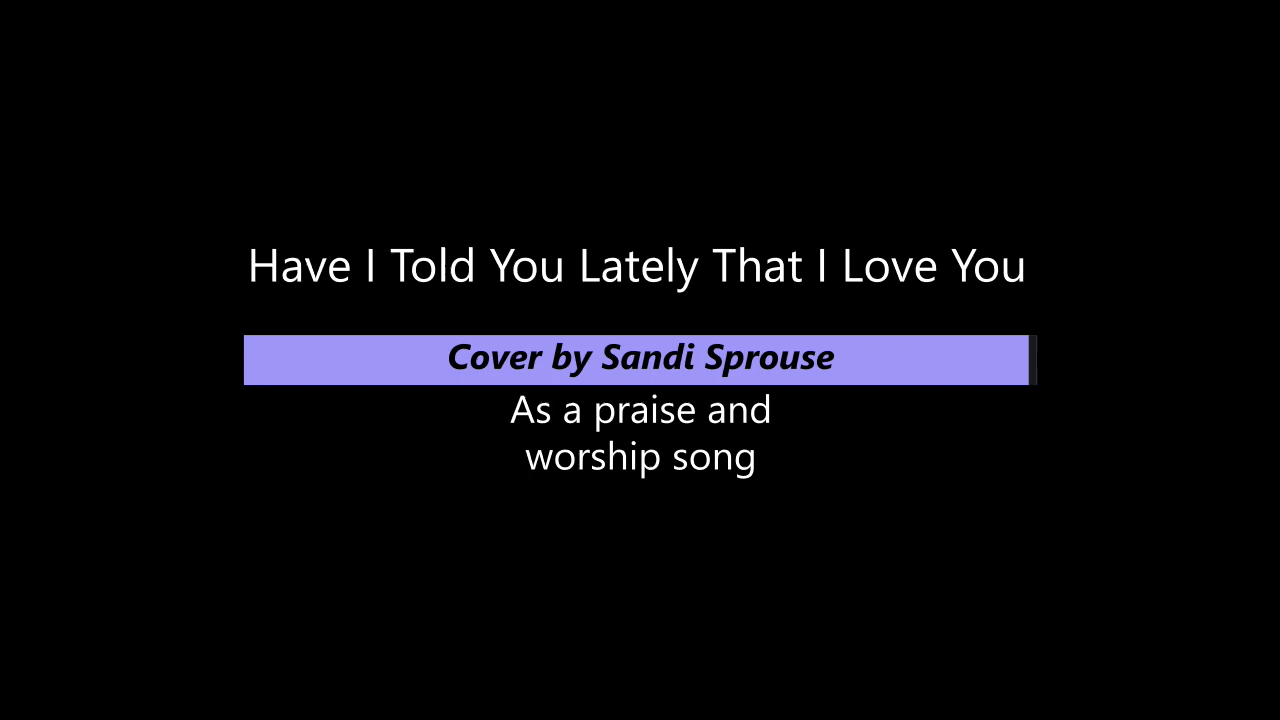 Have I Told You Lately That I Love You
Cover by Sandi Sprouse
As a praise and
worship song